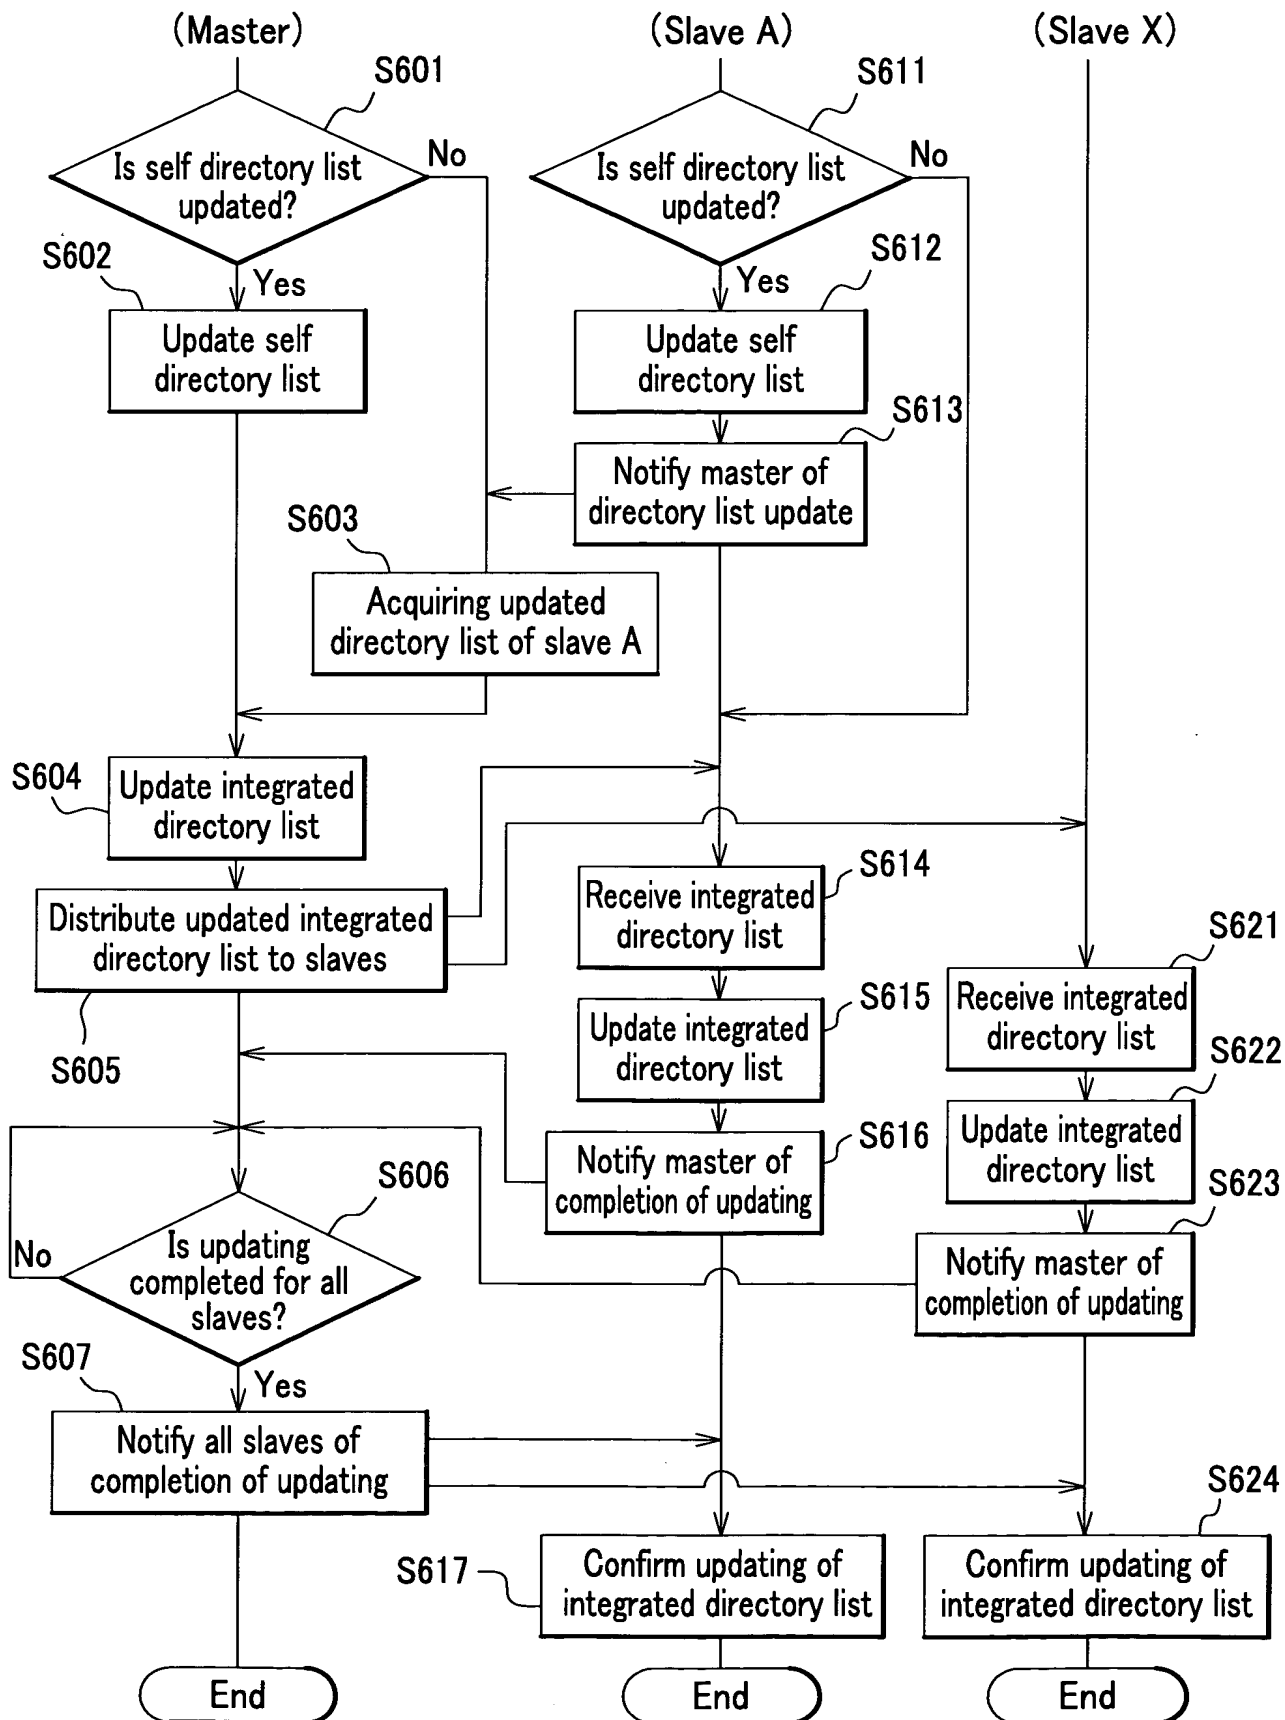 (Master)
(Slave A)
(Slave X)
S601
S611
Is self directory list
updated?
No
Is self directory list
updated?
No
S602
Yes
S612
Yes
Update self
directory list
Update self
directory list
S613
Notify master of
directory list update
S603
Acquiring updated
directory list of slave A
S604
Update integrated
directory list
S614
Distribute updated integrated
directory list to slaves
Receive integrated
directory list
S621
S605
S615
Receive integrated
directory list
Update integrated
directory list
S622
S616
Update integrated
directory list
Notify master of
completion of updating
S606
S623
Is updating
completed for all
slaves?
No
Notify master of
completion of updating
S607
Yes
Notify all slaves of
completion of updating
S624
S617
Confirm updating of
integrated directory list
Confirm updating of
integrated directory list
End
End
End